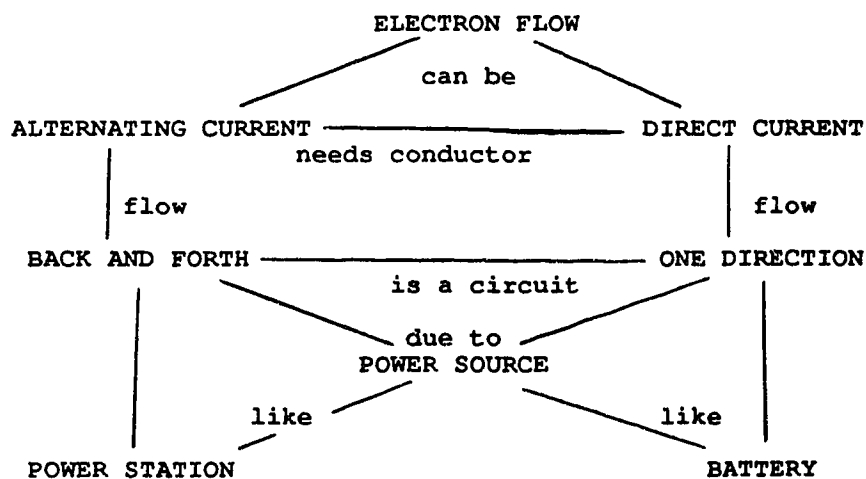 ELECTRON FLOW
can be
ALTERNATING CURRENT DIRECT CURRENT
needs conductor
flow flow
BACK AND FORTH ONE DIRECTION
is a circuit
due to
POWER SOURCE
like like
POWER STATION BATTERY